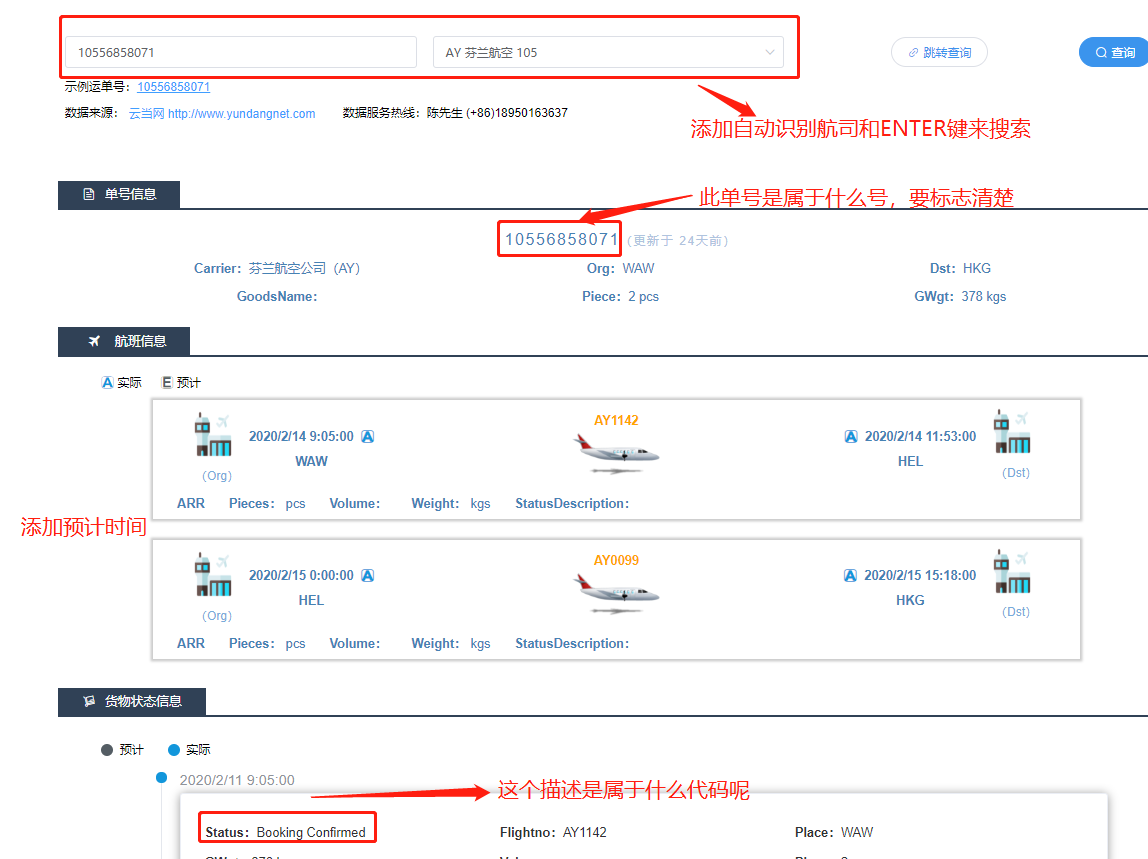 10556858071 AY 芬兰航空 105 跳转查询 查询
示例运单号： 10556858071
数据来源： 云当网 http://www.yundangnet.com 数据服务热线：陈先生 (+86)18950163637
添加自动识别航司和ENTER键来搜索
单号信息
此单号是属于什么号，要标志清楚
10556858071 (更新于 24天前)
Carrier: 芬兰航空公司（AY） Org: WAW Dst: HKG
GoodsName: Piece: 2 pcs GWgt: 378 kgs
航班信息
A 实际 E 预计
AY1142
2020/2/14 9:05:00 A A 2020/2/14 11:53:00
WAW HEL
(Org) (Dst)
ARR Pieces: pcs Volume: Weight: kgs StatusDescription:
添加预计时间
AY0099
2020/2/15 0:00:00 A A 2020/2/15 15:18:00
HEL HKG
(Org) (Dst)
ARR Pieces: pcs Volume: Weight: kgs StatusDescription:
货物状态信息
预计 实际
2020/2/11 9:05:00
这个描述是属于什么代码呢
Status: Booking Confirmed Flightno: AY1142 Place: WAW